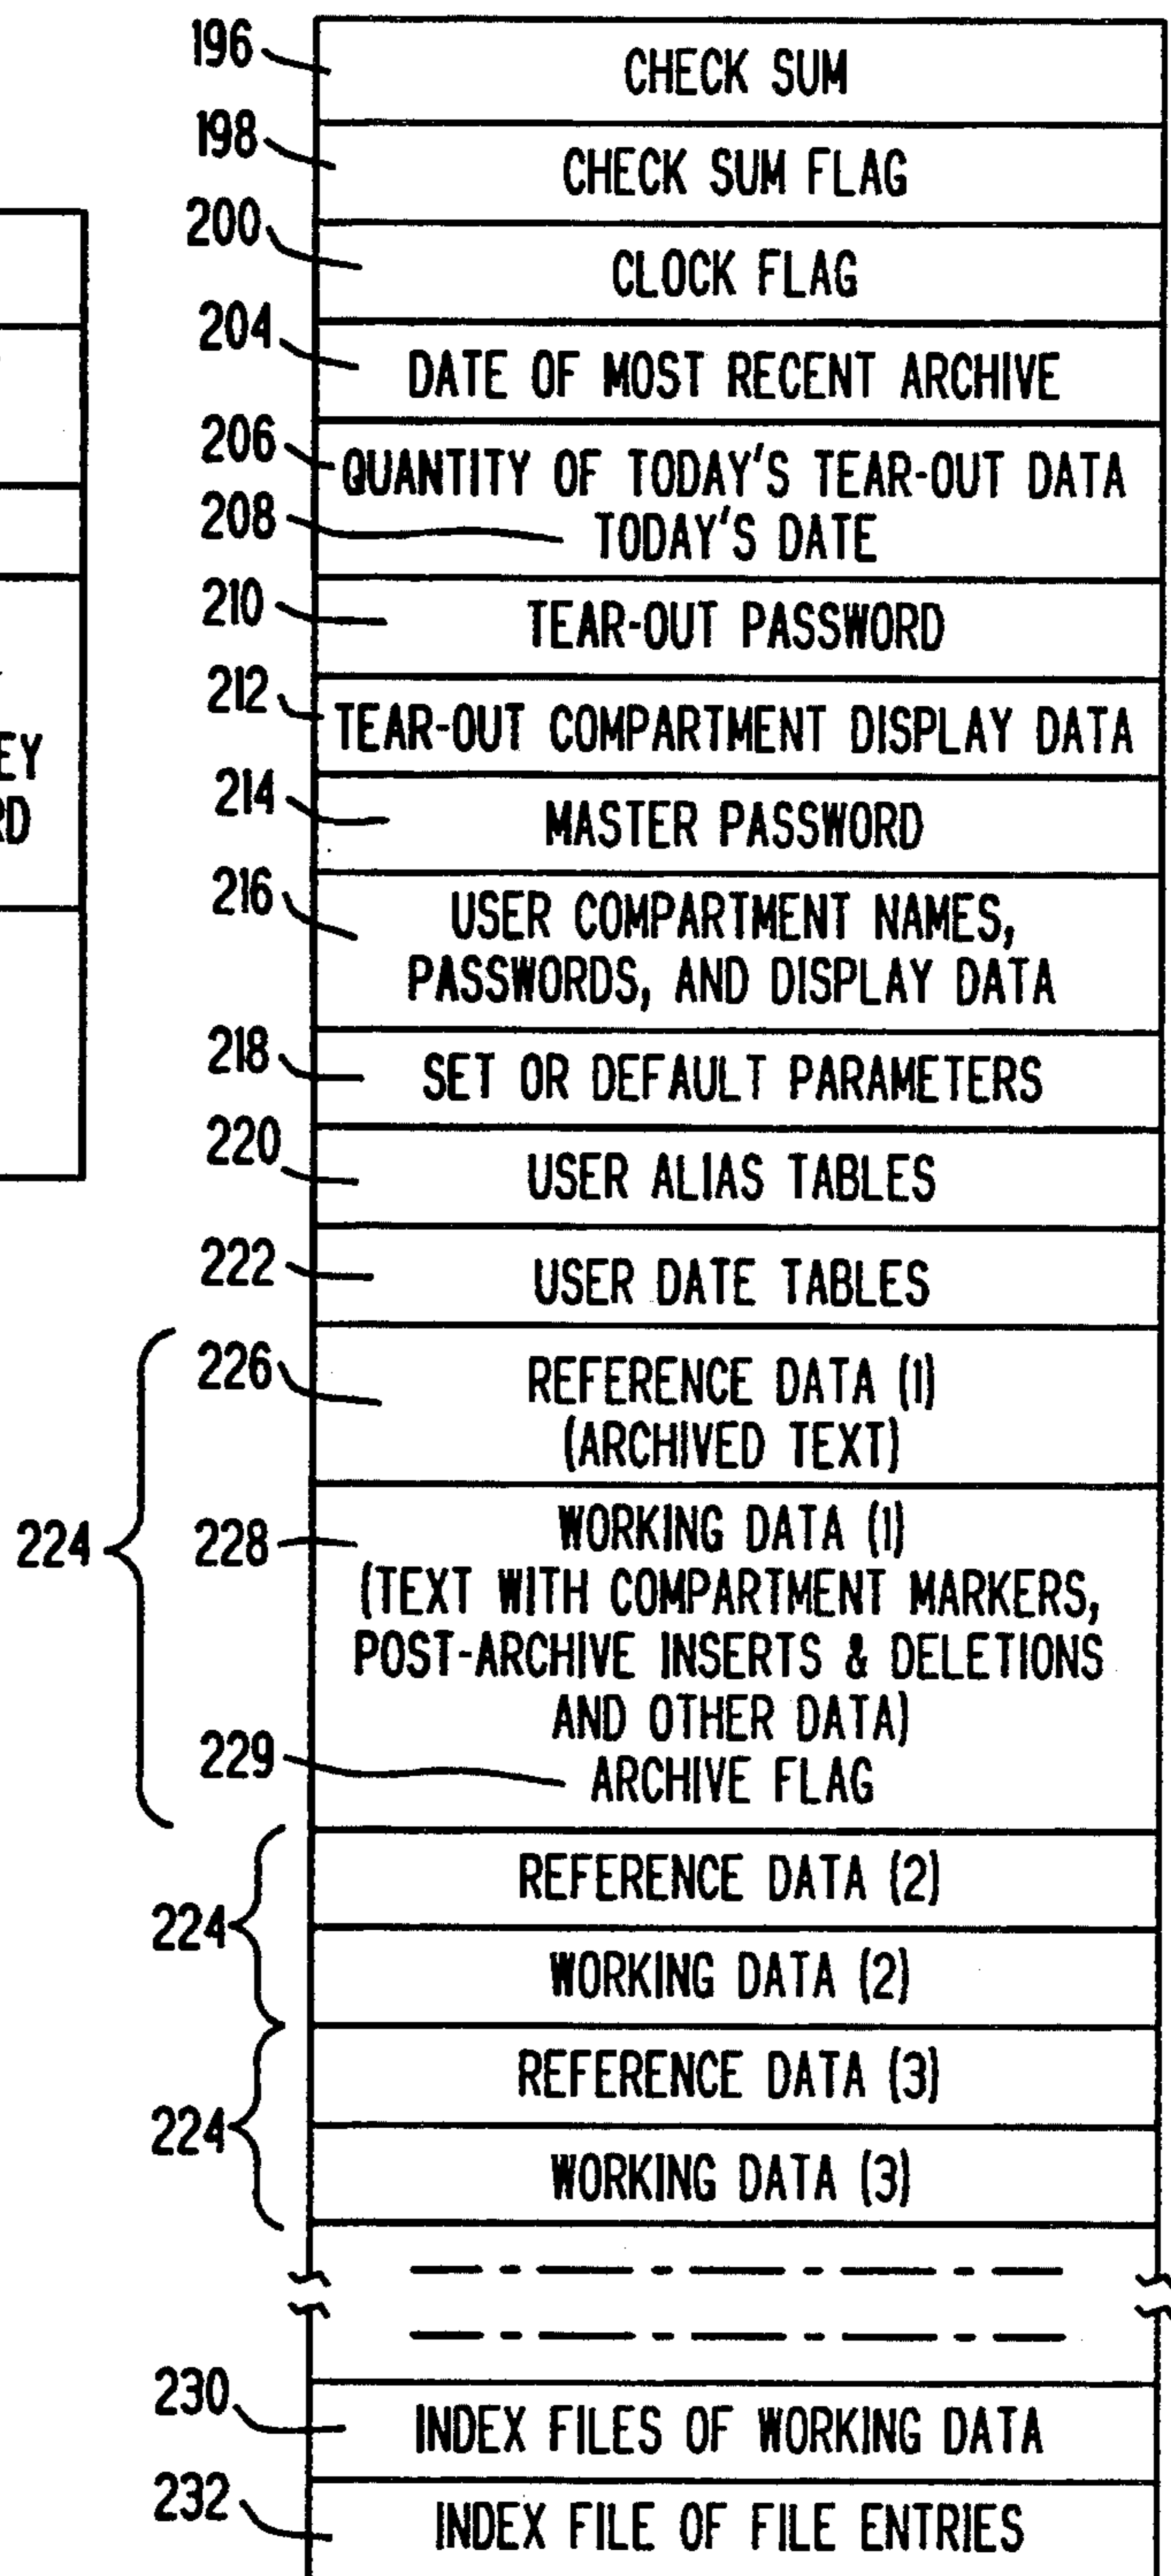 196 CHECK SUM
198 CHECK SUM FLAG
200 CLOCK FLAG
204 DATE OF MOST RECENT ARCHIVE
206 QUANTITY OF TODAY'S TEAR-OUT DATA
208 TODAY'S DATE
210 TEAR-OUT PASSWORD
212 TEAR-OUT COMPARTMENT DISPLAY DATA
EY
214 MASTER PASSWORD
RD
216 USER COMPARTMENT NAMES,
PASSWORDS, AND DISPLAY DATA
218 SET OR DEFAULT PARAMETERS
220 USER ALIAS TABLES
222 USER DATE TABLES
226 REFERENCE DATA (1)
(ARCHIVED TEXT)
224 228 WORKING DATA (1)
(TEXT WITH COMPARTMENT MARKERS,
POST-ARCHIVE INSERTS & DELETIONS
AND OTHER DATA)
229 ARCHIVE FLAG
REFERENCE DATA (2)
224
WORKING DATA (2)
REFERENCE DATA (3)
224
WORKING DATA (3)
230 INDEX FILES OF WORKING DATA
232 INDEX FILE OF FILE ENTRIES